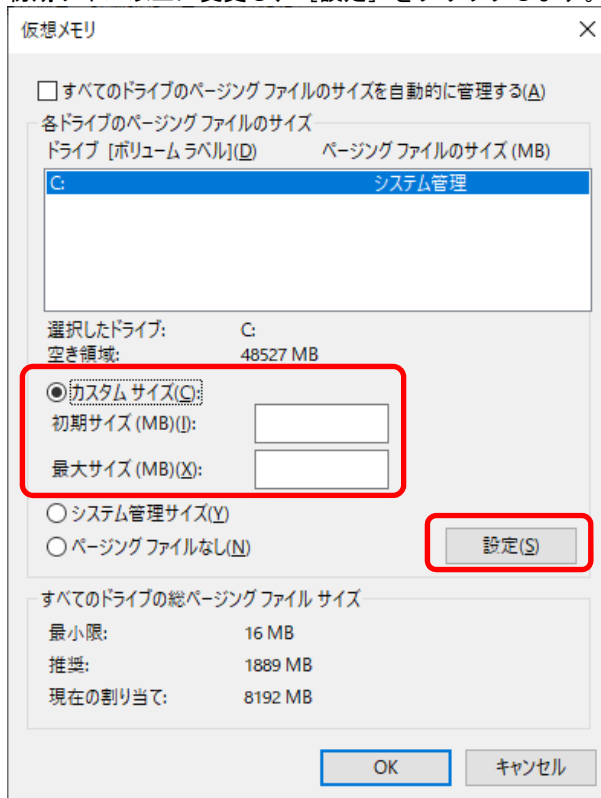 仮想メモリ
すべてのドライブのページング ファイルのサイズを自動的に管理する(A)
各ドライブのページング ファイルのサイズ
ドライブ [ボリューム ラベル](D) ページング ファイルのサイズ (MB)
C: システム管理
選択したドライブ: C:
空き領域: 48527 MB
カスタム サイズ(C):
初期サイズ (MB)(I):
最大サイズ (MB)(X):
システム管理サイズ(Y)
ページング ファイルなし(N) 設定(S)
すべてのドライブの総ページング ファイル サイズ
最小限: 16 MB
推奨: 1889 MB
現在の割り当て: 8192 MB
OK キャンセル